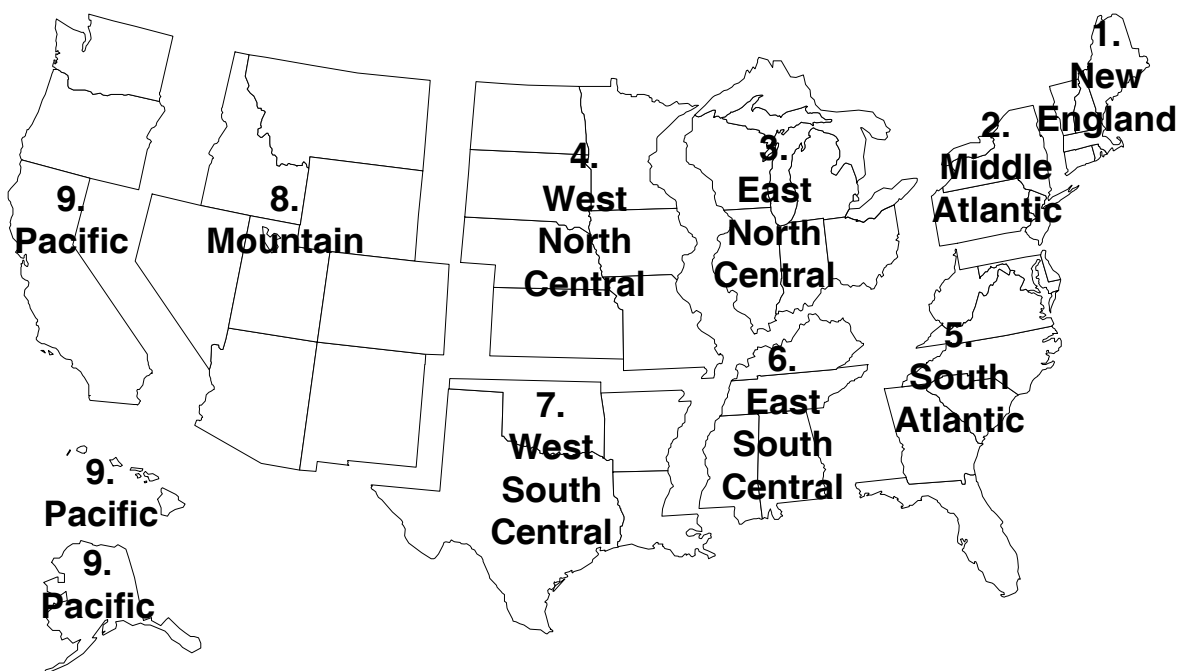 1.
New
England
2.
Middle
Atlantic
3.
East
North
Central
4.
West
North
Central
5.
South
Atlantic
6.
East
South
Central
7.
West
South
Central
8.
Mountain
9.
Pacific
9.
Pacific
9.
Pacific